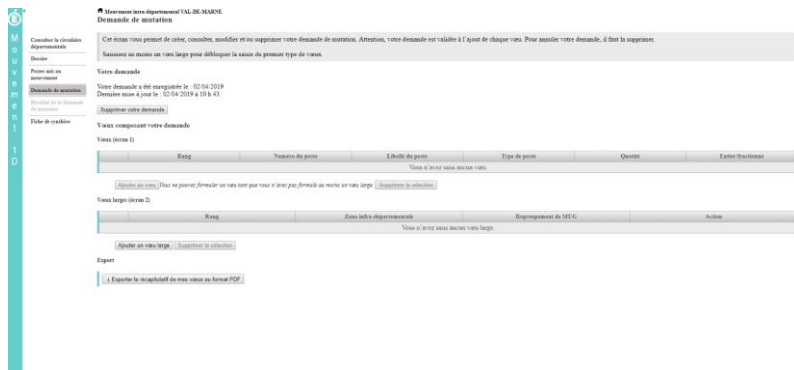 Mouvement intra-départemental VAL-DE-MARNE
Demande de mutation
Mouvement 1D
Consulter la circulaire
départementale
Dossier
Postes mis au
mouvement
Demande de mutation
Résultat de la demande
de mutation
Fiche de synthèse
Cet écran vous permet de créer, consulter, modifier et/ou supprimer votre demande de mutation. Attention, votre demande est validée à l'ajout de chaque vœu. Pour annuler votre demande, il faut la supprimer.
Saisissez au moins un vœu large pour débloquer la saisie du premier type de vœux.
Votre demande
Votre demande a été enregistrée le : 02/04/2019
Dernière mise à jour le : 02/04/2019 à 10 h 43.
Supprimer votre demande
Vœux composant votre demande
Vœux (écran 1)
Rang Numéro du poste Libellé du poste Type de poste Quotité Entier/fractionné
Vous n'avez saisi aucun vœu.
Ajouter un vœu Vous ne pouvez formuler un vœu tant que vous n'avez pas formulé au moins un vœu large. Supprimer la sélection
Vœux larges (écran 2)
Rang Zone infra départementale Regroupement de MUG Action
Vous n'avez saisi aucun vœu large.
Ajouter un vœu large Supprimer la sélection
Export
Exporter le récapitulatif de mes vœux au format PDF